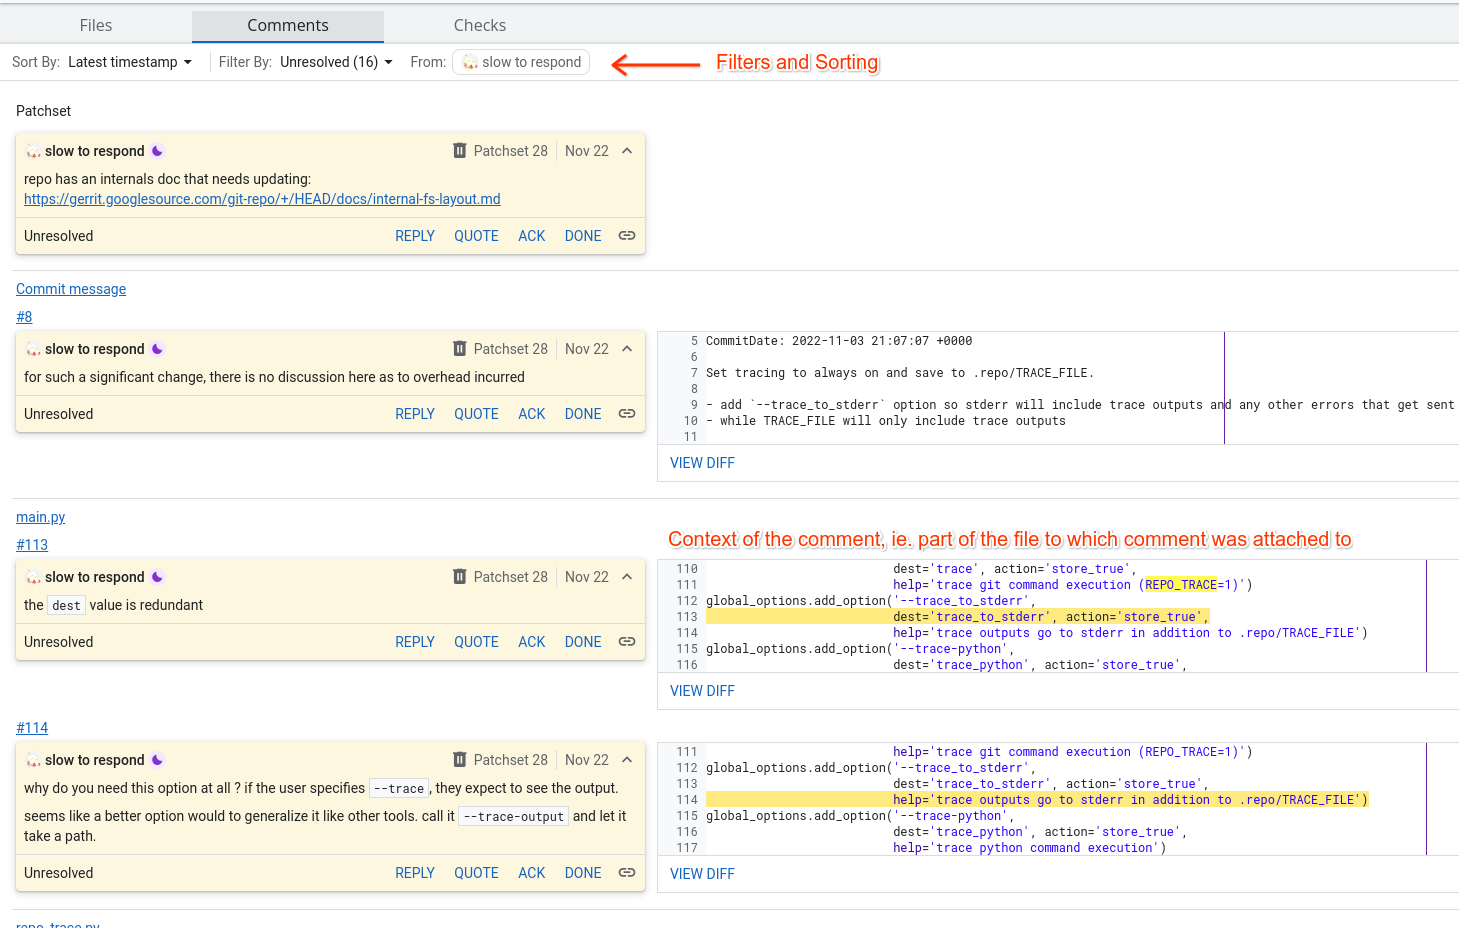 Files Comments Checks
Sort By: Latest timestamp Filter By: Unresolved (16) From: slow to respond Filters and Sorting
Patchset
slow to respond Patchset 28 Nov 22
repo has an internals doc that needs updating:
https://gerrit.googlesource.com/git-repo/+/HEAD/docs/internal-fs-layout.md
Unresolved REPLY QUOTE ACK DONE
Commit message
#8
slow to respond Patchset 28 Nov 22
for such a significant change, there is no discussion here as to overhead incurred
Unresolved REPLY QUOTE ACK DONE
5 CommitDate: 2022-11-03 21:07:07 +0000
6
7 Set tracing to always on and save to .repo/TRACE_FILE.
8
9 - add `--trace_to_stderr` option so stderr will include trace outputs and any other errors that get sent
10 - while TRACE_FILE will only include trace outputs
11
VIEW DIFF
main.py
#113
Context of the comment, ie. part of the file to which comment was attached to
slow to respond Patchset 28 Nov 22
the dest value is redundant
Unresolved REPLY QUOTE ACK DONE
110 dest='trace', action='store_true',
111 help='trace git command execution (REPO_TRACE=1)')
112 global_options.add_option('--trace_to_stderr',
113 dest='trace_to_stderr', action='store_true',
114 help='trace outputs go to stderr in addition to .repo/TRACE_FILE')
115 global_options.add_option('--trace-python',
116 dest='trace_python', action='store_true',
VIEW DIFF
#114
slow to respond Patchset 28 Nov 22
why do you need this option at all ? if the user specifies --trace, they expect to see the output.
seems like a better option would to generalize it like other tools. call it --trace-output and let it
take a path.
Unresolved REPLY QUOTE ACK DONE
111 help='trace git command execution (REPO_TRACE=1)')
112 global_options.add_option('--trace_to_stderr',
113 dest='trace_to_stderr', action='store_true',
114 help='trace outputs go to stderr in addition to .repo/TRACE_FILE')
115 global_options.add_option('--trace-python',
116 dest='trace_python', action='store_true',
117 help='trace python command execution')
VIEW DIFF
repo_trace.py